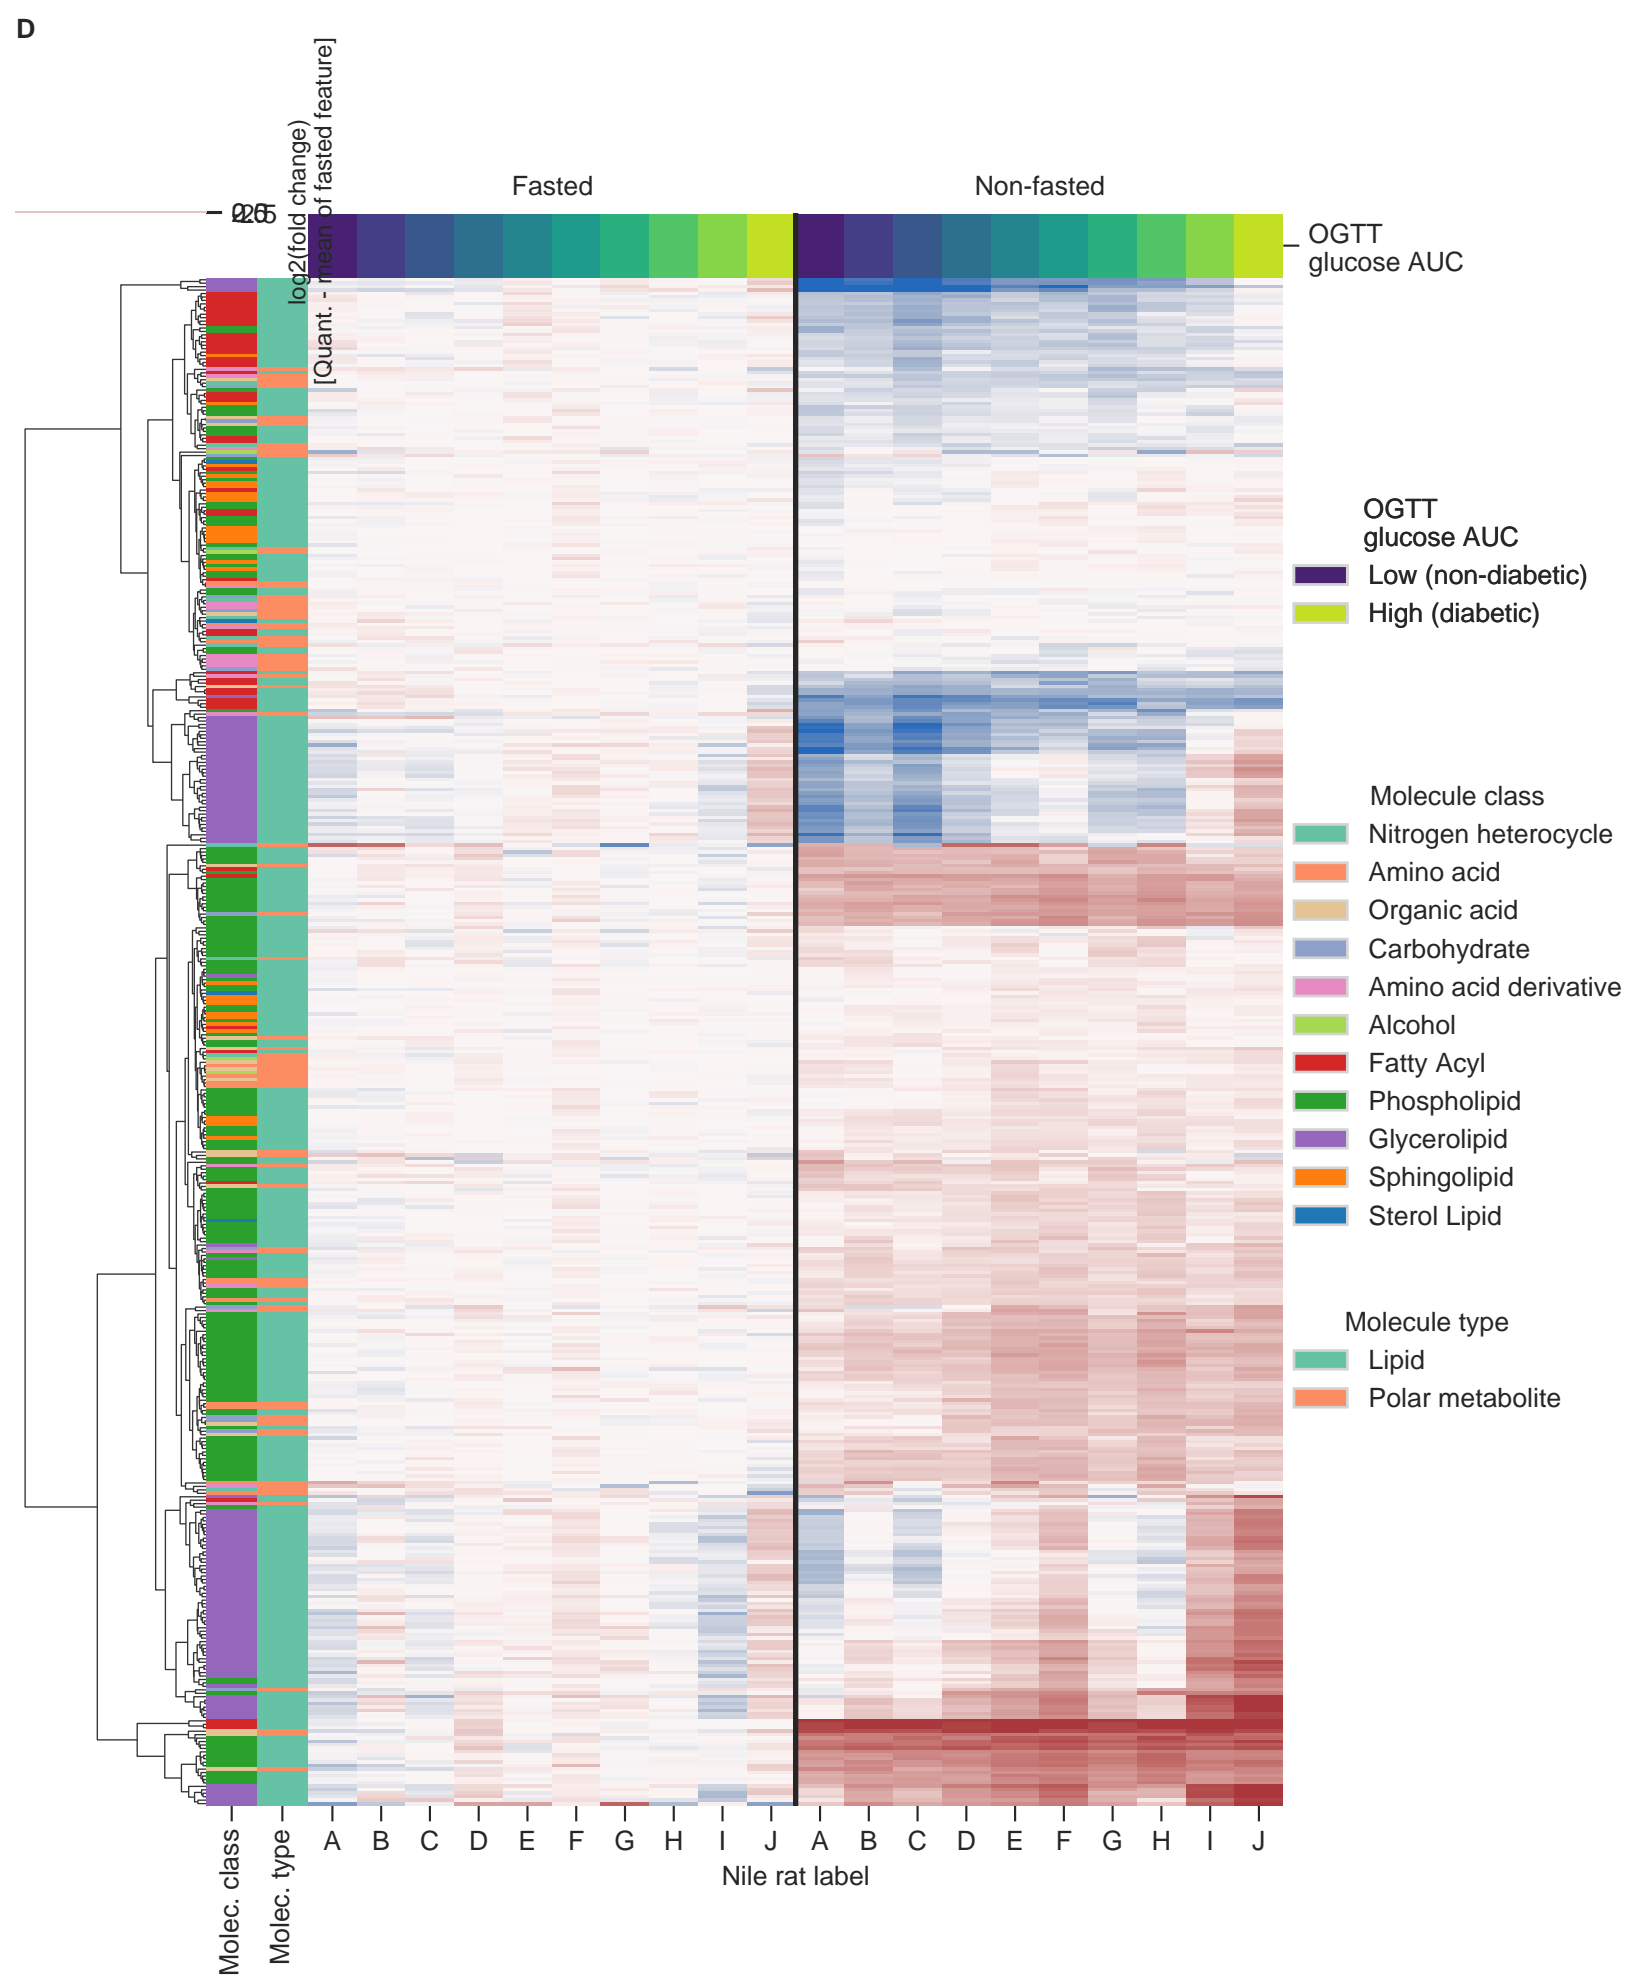 D
log2(fold change)
[Quant. - mean of fasted feature]
Fasted
Non-fasted
OGTT
glucose AUC
OGTT
glucose AUC
Low (non-diabetic)
High (diabetic)
Molecule class
Nitrogen heterocycle
Amino acid
Organic acid
Carbohydrate
Amino acid derivative
Alcohol
Fatty Acyl
Phospholipid
Glycerolipid
Sphingolipid
Sterol Lipid
Molecule type
Lipid
Polar metabolite
A B C D E F G H I J A B C D E F G H I J
Nile rat label
Molec. class
Molec. type